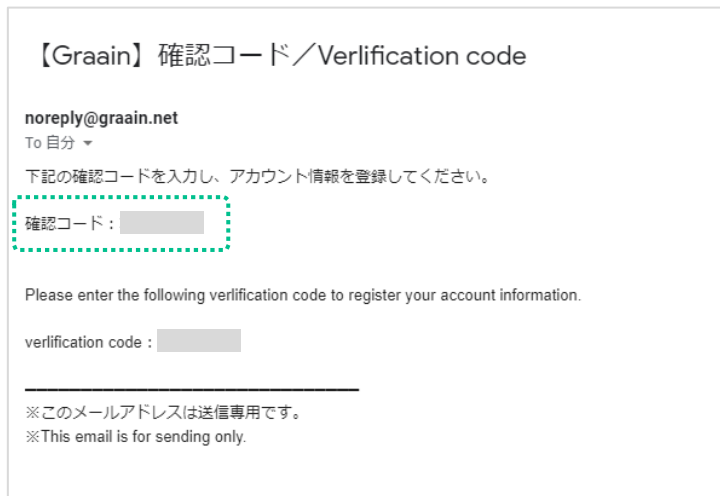 【Graain】確認コード／Verlification code
noreply@graain.net
To 自分
下記の確認コードを入力し、アカウント情報を登録してください。
確認コード：
Please enter the following verlification code to register your account information.
verlification code：
※このメールアドレスは送信専用です。
※This email is for sending only.